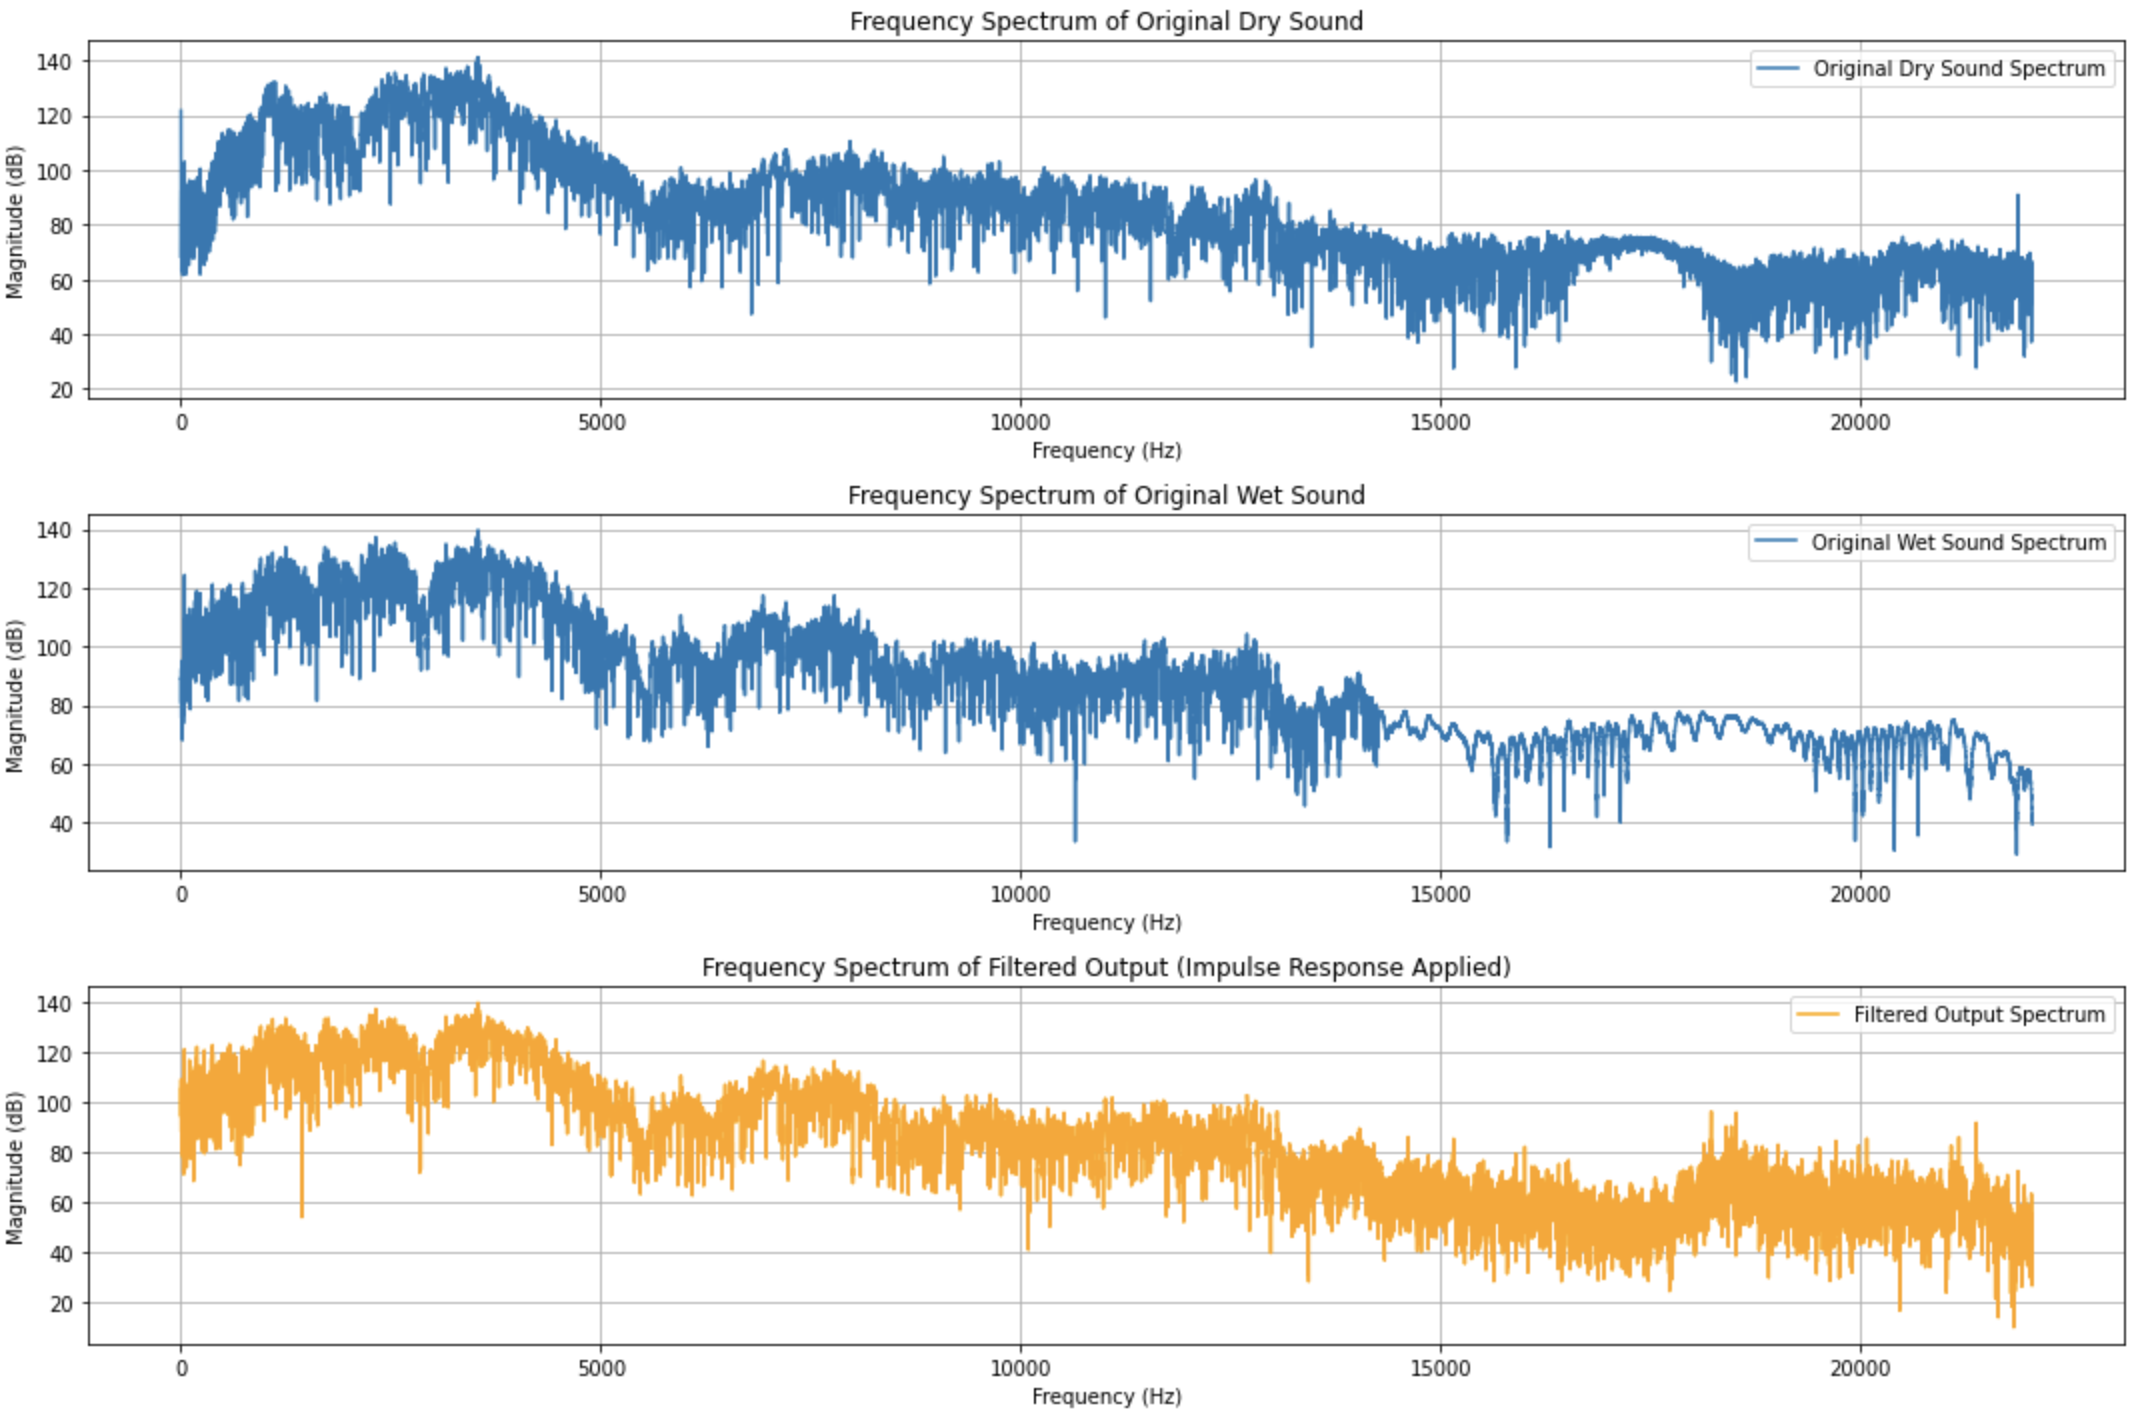 Frequency Spectrum of Original Dry Sound
Original Dry Sound Spectrum
Magnitude (dB)
140
120
100
80
60
40
20
0 5000 10000 15000 20000
Frequency (Hz)
Frequency Spectrum of Original Wet Sound
Original Wet Sound Spectrum
Magnitude (dB)
140
120
100
80
60
40
0 5000 10000 15000 20000
Frequency (Hz)
Frequency Spectrum of Filtered Output (Impulse Response Applied)
Filtered Output Spectrum
Magnitude (dB)
140
120
100
80
60
40
20
0 5000 10000 15000 20000
Frequency (Hz)